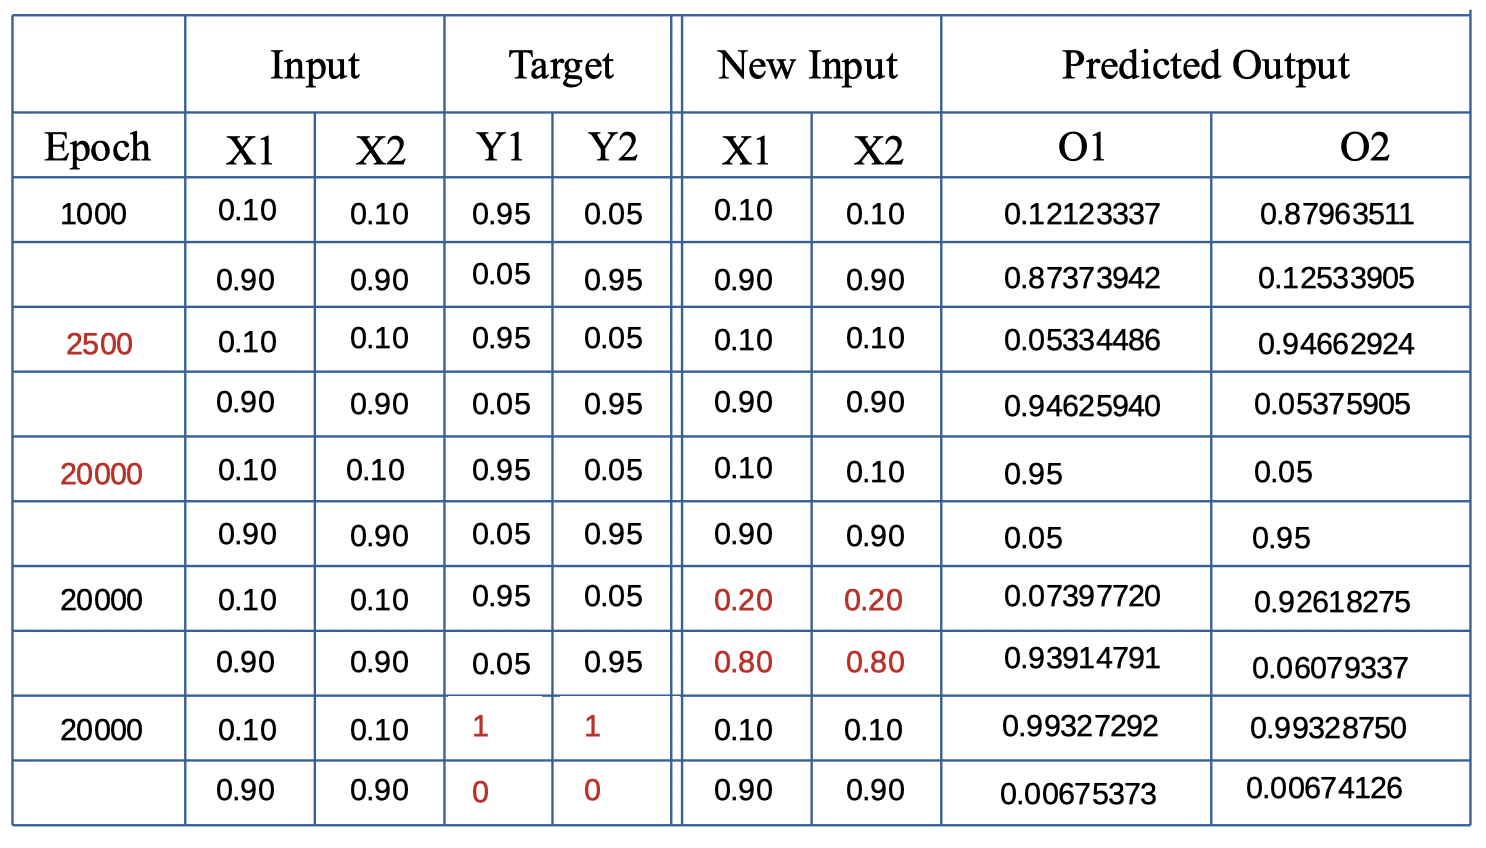 Input Target New Input Predicted Output
Epoch X1 X2 Y1 Y2 X1 X2 O1 O2
1000 0.10 0.10 0.95 0.05 0.10 0.10 0.12123337 0.87963511
0.90 0.90 0.05 0.95 0.90 0.90 0.87373942 0.12533905
2500 0.10 0.10 0.95 0.05 0.10 0.10 0.05334486 0.94662924
0.90 0.90 0.05 0.95 0.90 0.90 0.94625940 0.05375905
20000 0.10 0.10 0.95 0.05 0.10 0.10 0.95 0.05
0.90 0.90 0.05 0.95 0.90 0.90 0.05 0.95
20000 0.10 0.10 0.95 0.05 0.20 0.20 0.07397720 0.92618275
0.90 0.90 0.05 0.95 0.80 0.80 0.93914791 0.06079337
20000 0.10 0.10 1 1 0.10 0.10 0.99327292 0.99328750
0.90 0.90 0 0 0.90 0.90 0.00675373 0.00674126